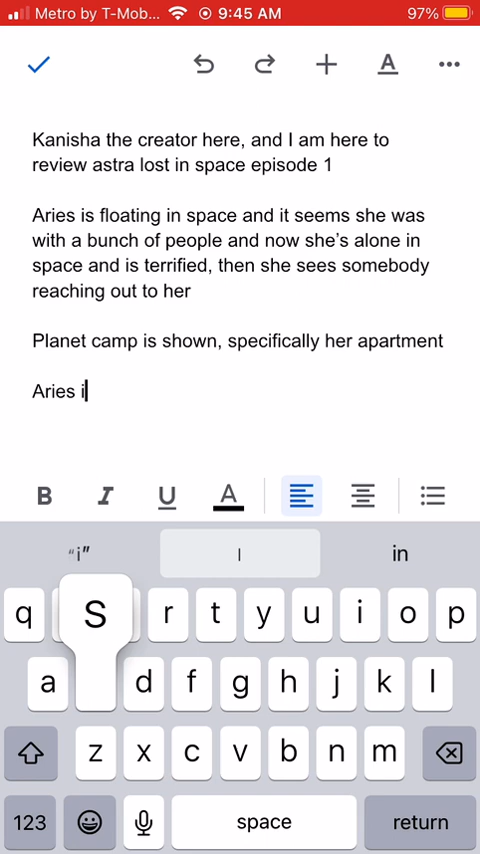 Metro by T-Mob... 9:45 AM 97%
A
Kanisha the creator here, and I am here to
review astra lost in space episode 1
Aries is floating in space and it seems she was
with a bunch of people and now she's alone in
space and is terrified, then she sees somebody
reaching out to her
Planet camp is shown, specifically her apartment
Aries i
B I U A
"i" I in
q S r t y u i o p
a d f g h j k l
z x c v b n m
123 space return